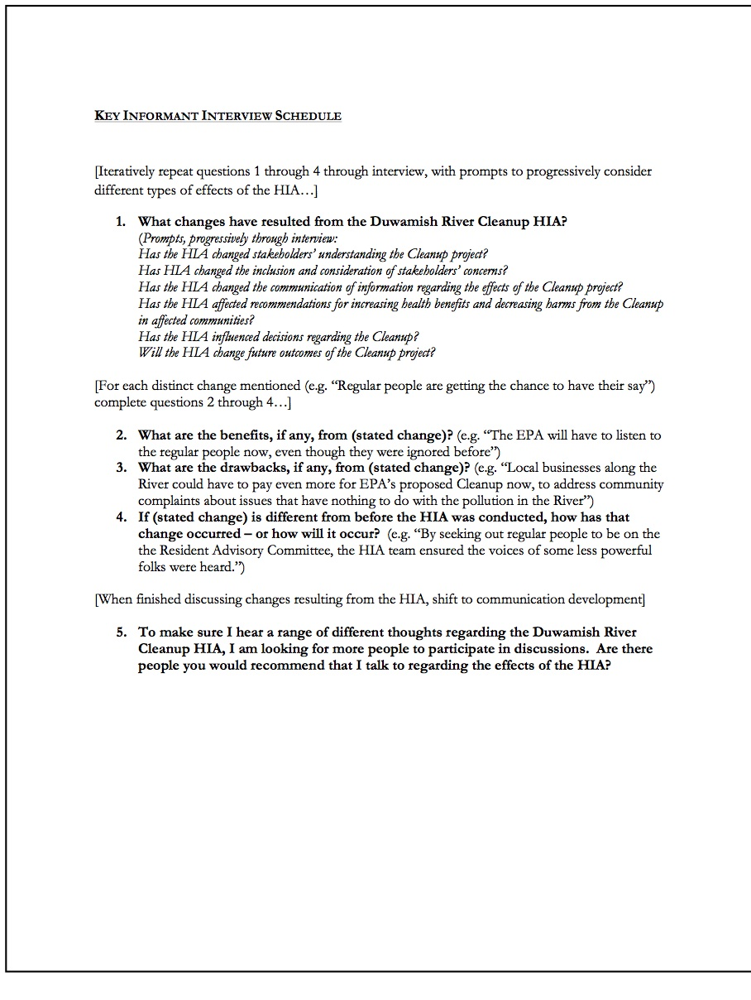 KEY INFORMANT INTERVIEW SCHEDULE
[Iteratively repeat questions 1 through 4 through interview, with prompts to progressively consider
different types of effects of the HIA…]
1. What changes have resulted from the Duwamish River Cleanup HIA?
(Prompts, progressively through interview:
Has the HIA changed stakeholders’ understanding the Cleanup project?
Has HIA changed the inclusion and consideration of stakeholders’ concerns?
Has the HIA changed the communication of information regarding the effects of the Cleanup project?
Has the HIA affected recommendations for increasing health benefits and decreasing harms from the Cleanup
in affected communities?
Has the HIA influenced decisions regarding the Cleanup?
Will the HIA change future outcomes of the Cleanup project?
[For each distinct change mentioned (e.g. “Regular people are getting the chance to have their say”)
complete questions 2 through 4…]
2. What are the benefits, if any, from (stated change)? (e.g. “The EPA will have to listen to
the regular people now, even though they were ignored before”)
3. What are the drawbacks, if any, from (stated change)? (e.g. “Local businesses along the
River could have to pay even more for EPA’s proposed Cleanup now, to address community
complaints about issues that have nothing to do with the pollution in the River”)
4. If (stated change) is different from before the HIA was conducted, how has that
change occurred – or how will it occur? (e.g. “By seeking out regular people to be on the
the Resident Advisory Committee, the HIA team ensured the voices of some less powerful
folks were heard.”)
[When finished discussing changes resulting from the HIA, shift to communication development]
5. To make sure I hear a range of different thoughts regarding the Duwamish River
Cleanup HIA, I am looking for more people to participate in discussions. Are there
people you would recommend that I talk to regarding the effects of the HIA?